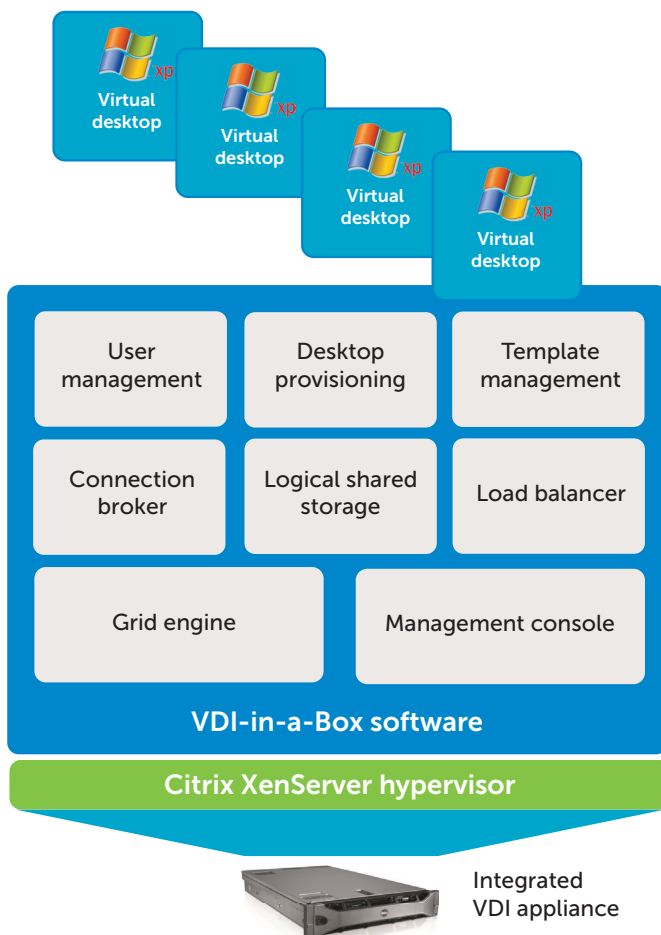 xp
Virtual
desktop
xp
Virtual
desktop
xp
Virtual
desktop
xp
Virtual
desktop
User
management
Desktop
provisioning
Template
management
Connection
broker
Logical shared
storage
Load balancer
Grid engine
Management console
VDI-in-a-Box software
Citrix XenServer hypervisor
Integrated
VDI appliance